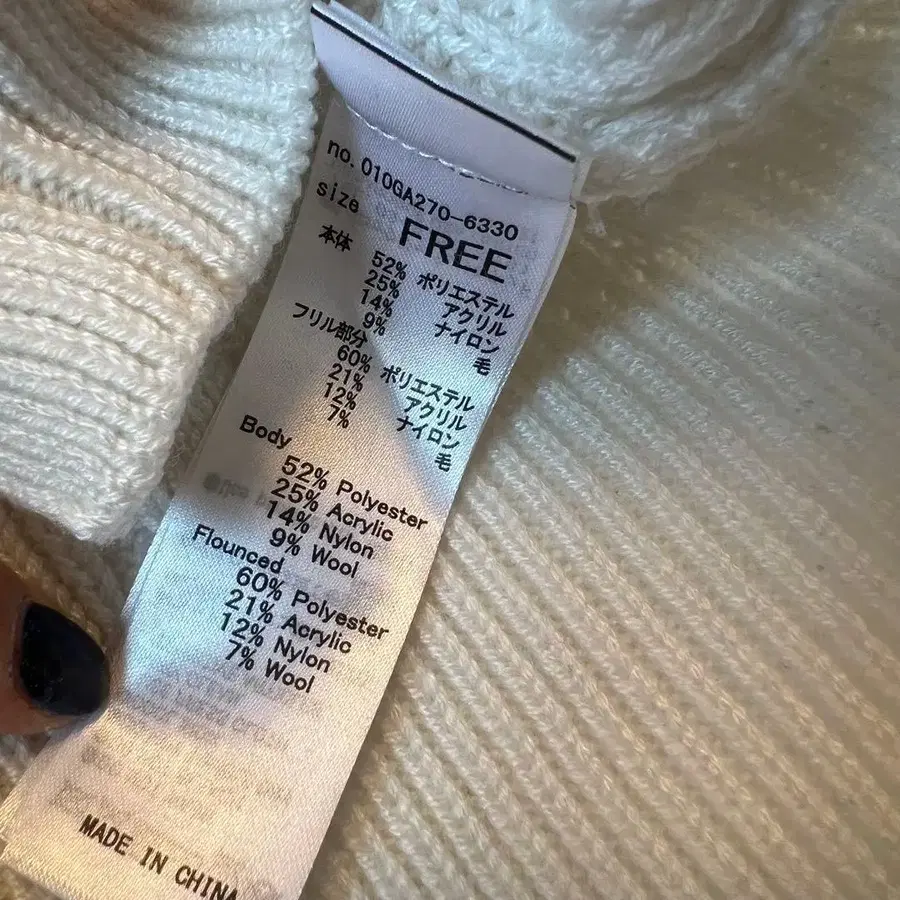 no. 010GA270-6330
size FREE
本体
52% ポリエステル
25% アクリル
14% ナイロン
9% 毛
フリル部分
60% ポリエステル
21% アクリル
12% ナイロン
7% 毛
Body
52% Polyester
25% Acrylic
14% Nylon
9% Wool
Flounced
60% Polyester
21% Acrylic
12% Nylon
7% Wool
MADE IN CHINA